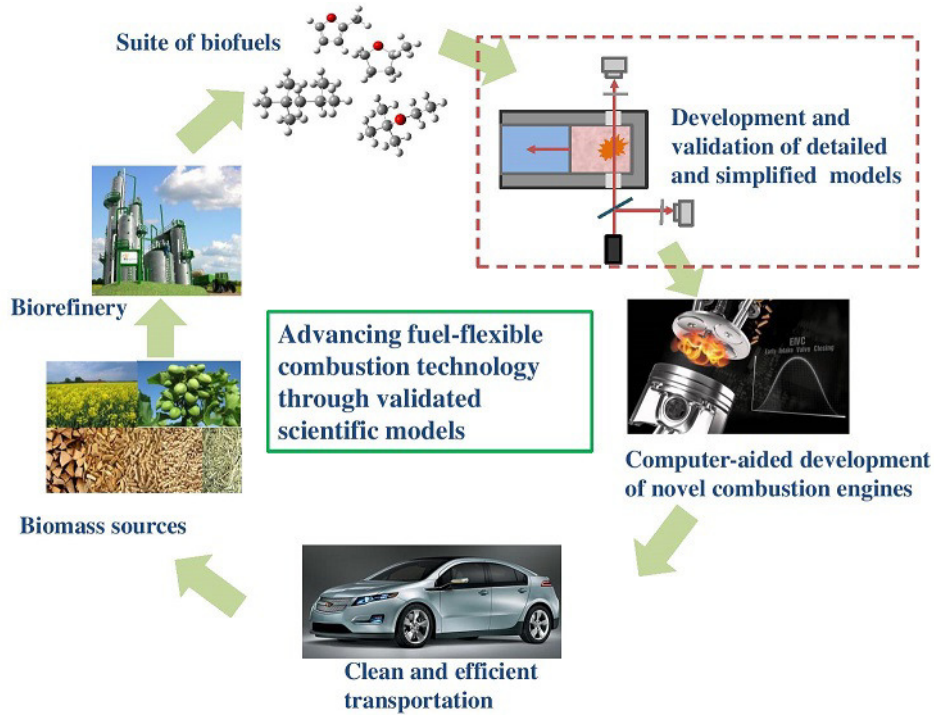 Suite of biofuels
Development and
validation of detailed
and simplified models
Biorefinery
Advancing fuel-flexible
combustion technology
through validated
scientific models
Computer-aided development
of novel combustion engines
Biomass sources
Clean and efficient
transportation